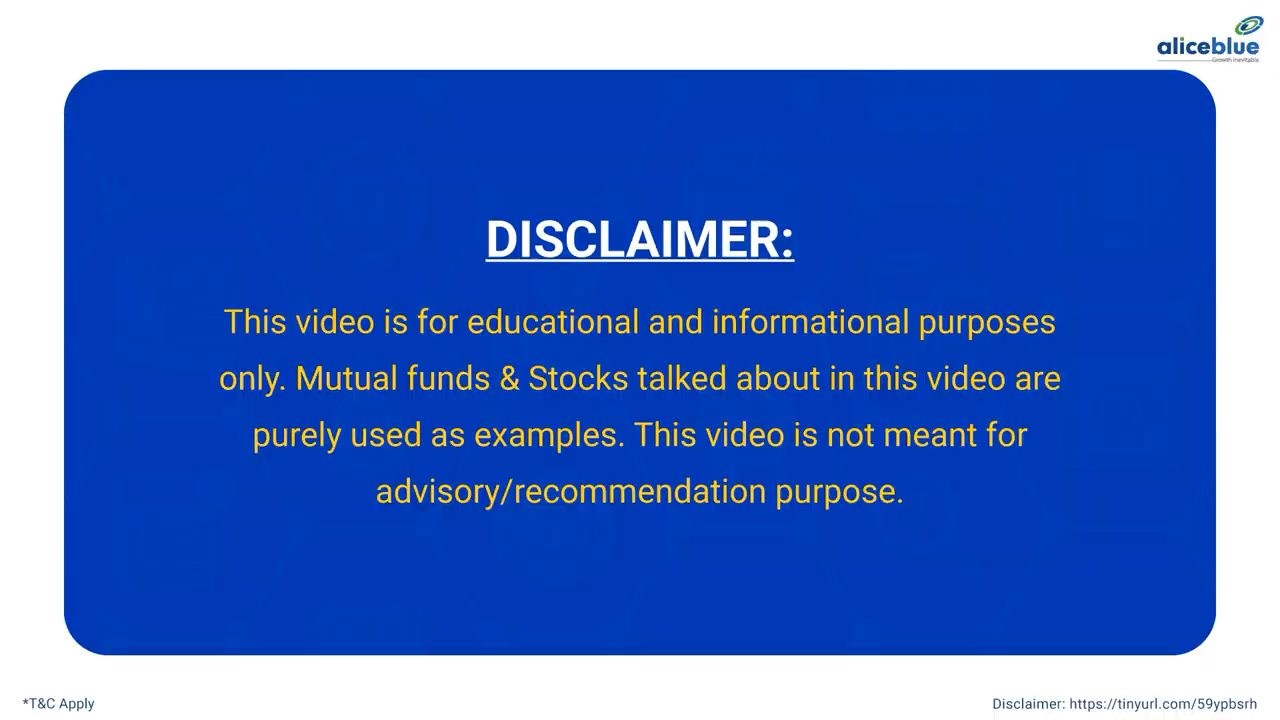 aliceblue
Growth Inevitable
DISCLAIMER:
This video is for educational and informational purposes
only. Mutual funds & Stocks talked about in this video are
purely used as examples. This video is not meant for
advisory/recommendation purpose.
*T&C Apply
Disclaimer: https://tinyurl.com/59ypbsrh